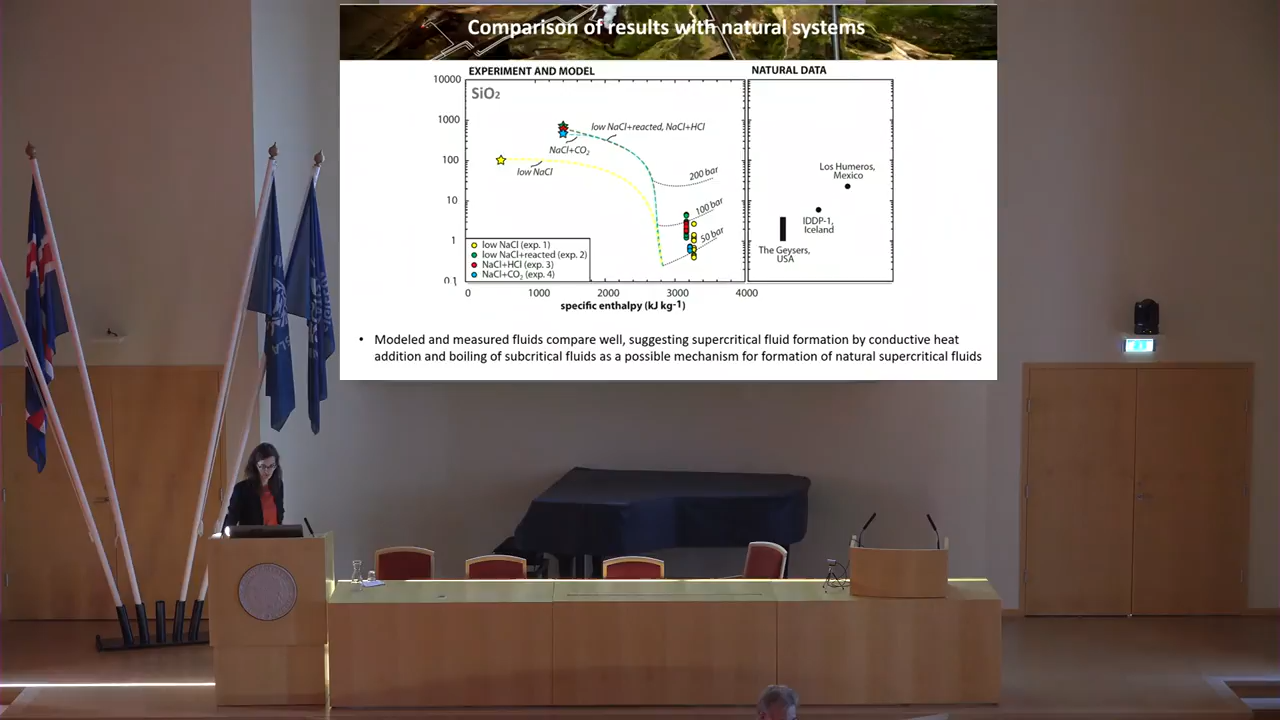 Comparison of results with natural systems
EXPERIMENT AND MODEL
NATURAL DATA
10000
1000
100
10
1
0.1
SiO2
low NaCl+reacted, NaCl+HCl
NaCl+CO2
low NaCl
200 bar
100 bar
50 bar
Los Humeros,
Mexico
IDDP-1,
Iceland
The Geysers,
USA
low NaCl (exp. 1)
low NaCl+reacted (exp. 2)
NaCl+HCl (exp. 3)
NaCl+CO2 (exp. 4)
0
1000
2000
3000
4000
specific enthalpy (kJ kg-1)
• Modeled and measured fluids compare well, suggesting supercritical fluid formation by conductive heat
addition and boiling of subcritical fluids as a possible mechanism for formation of natural supercritical fluids